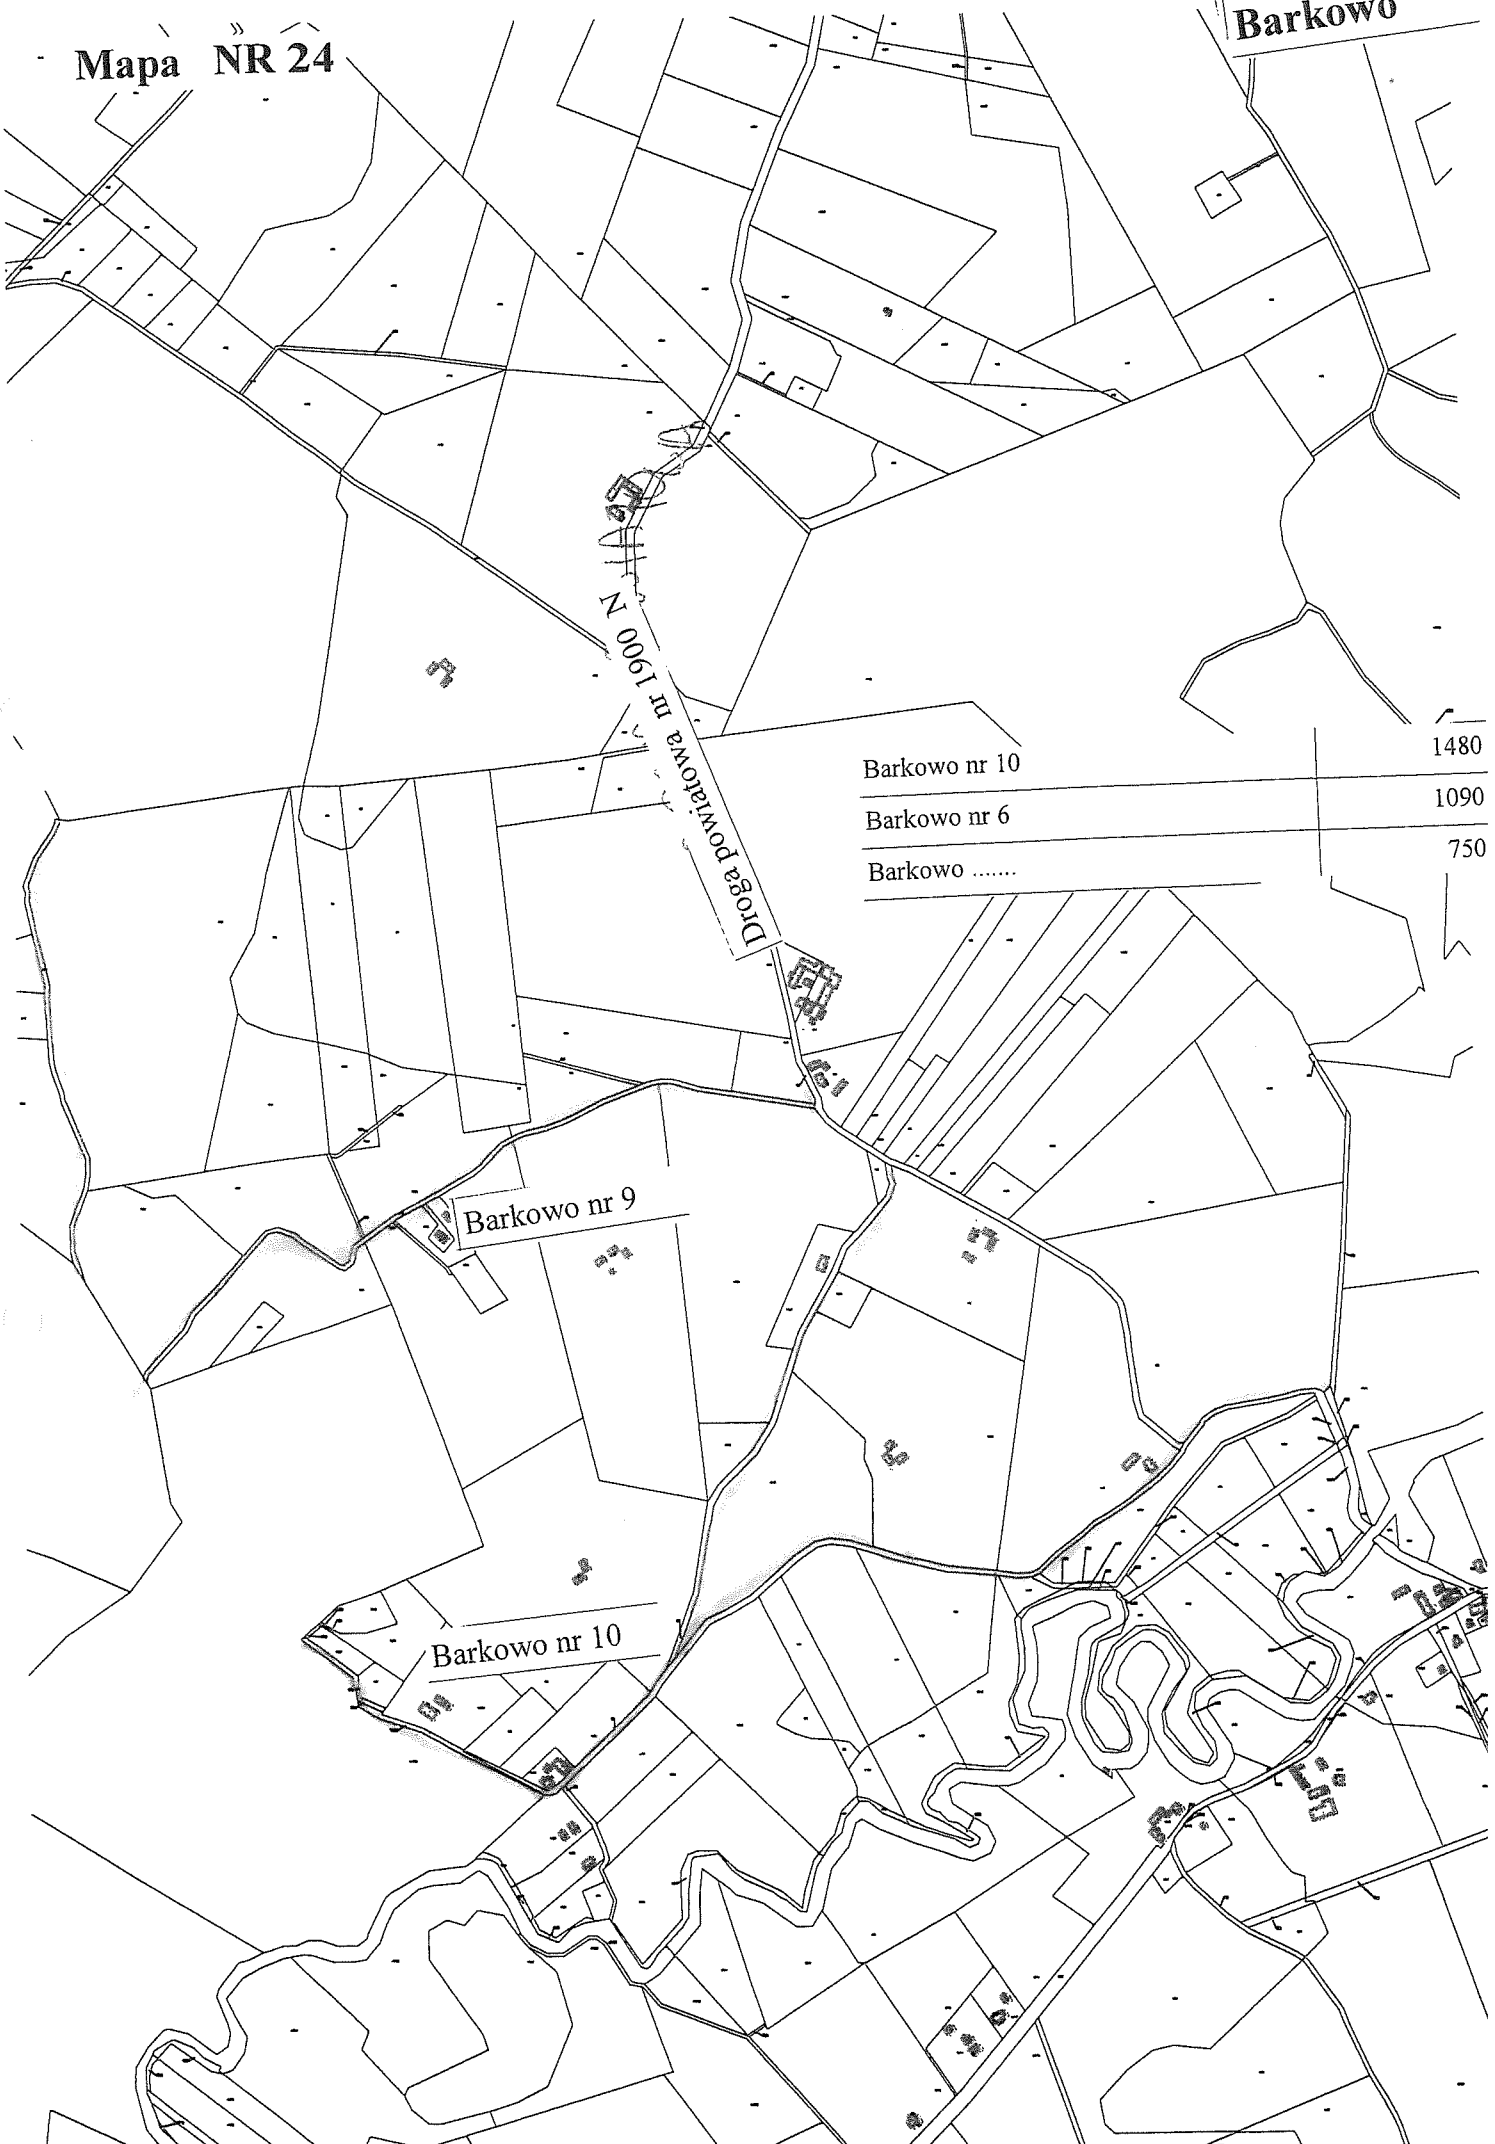 Mapa NR 24
Barkowo
Droga powiatowa nr 1900 N
Barkowo nr 10 1480
Barkowo nr 6 1090
Barkowo ....... 750
Barkowo nr 9
Barkowo nr 10